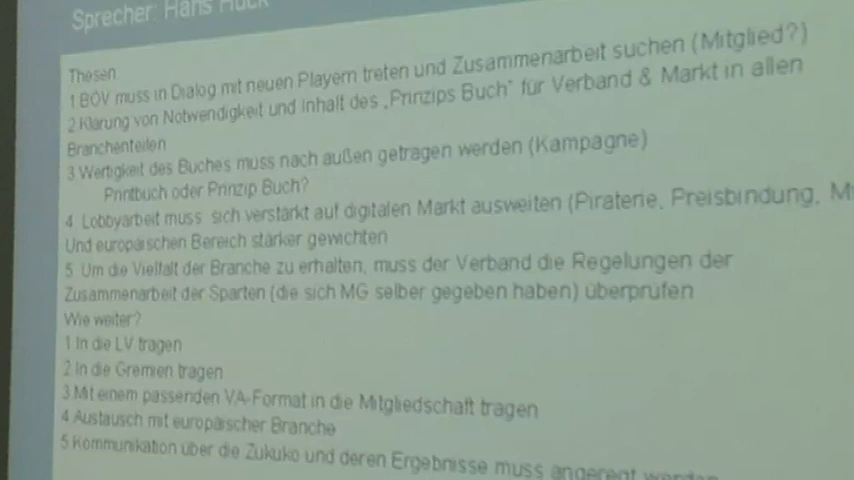 Sprecher: Hans Huck
Thesen
1 BÖV muss in Dialog mit neuen Playern treten und Zusammenarbeit suchen (Mitglied?)
2 Klärung von Notwendigkeit und Inhalt des „Prinzips Buch“ für Verband & Markt in allen
Branchenteilen
3 Wertigkeit des Buches muss nach außen getragen werden (Kampagne)
Printbuch oder Prinzip Buch?
4. Lobbyarbeit muss sich verstärkt auf digitalen Markt ausweiten (Piraterie, Preisbindung,
Und europäischen Bereich stärker gewichten
5. Um die Vielfalt der Branche zu erhalten, muss der Verband die Regelungen der
Zusammenarbeit der Sparten (die sich MG selber gegeben haben) überprüfen
Wie weiter?
1 In die LV tragen
2 In die Gremien tragen
3 Mit einem passenden VA-Format in die Mitgliedschaft tragen
4 Austausch mit europäischer Branche
5 Kommunikation über die Zukuko und deren Ergebnisse muss angeregt werden